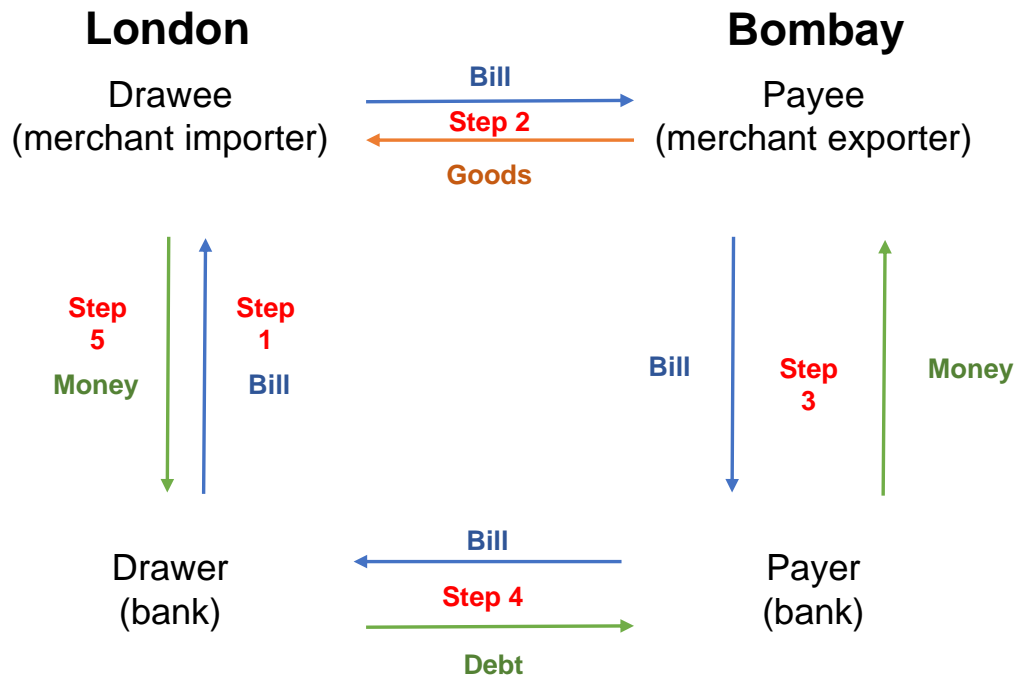 London
Bombay
Drawee
(merchant importer)
Bill
Step 2
Goods
Payee
(merchant exporter)
Step
5
Money
Step
1
Bill
Bill
Step
3
Money
Drawer
(bank)
Bill
Step 4
Debt
Payer
(bank)